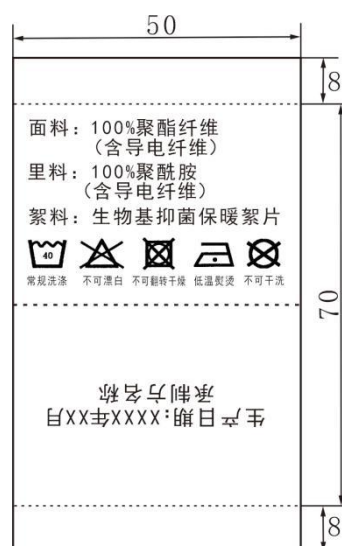 50
8
面料：100%聚酯纤维
（含导电纤维）
里料：100%聚酰胺
（含导电纤维）
絮料：生物基抑菌保暖絮片
40
常规洗涤 不可漂白 不可翻转干燥 低温熨烫 不可干洗
70
承制方名称
生产日期：XXXX年XX月
8